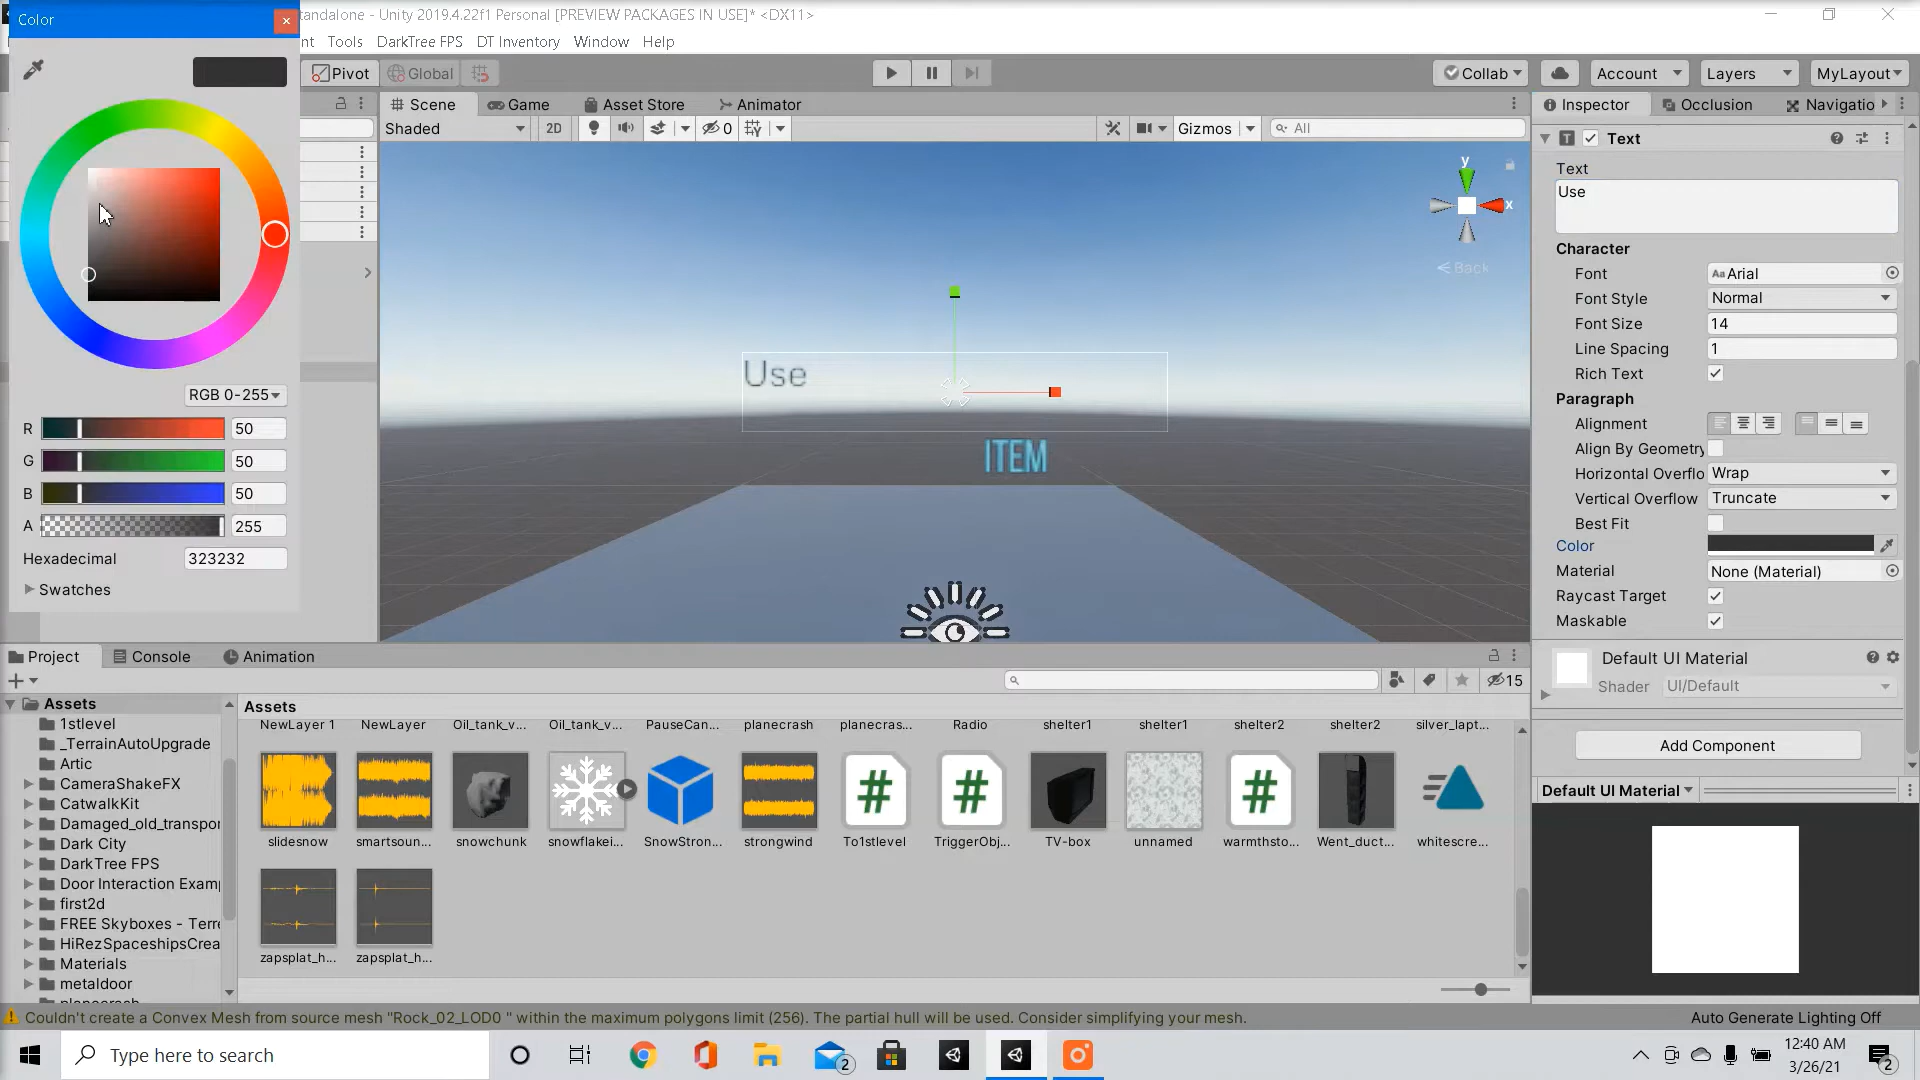 Color
tandalone - Unity 2019.4.22f1 Personal [PREVIEW PACKAGES IN USE]* <DX11>
nt Tools DarkTree FPS DT Inventory Window Help
Pivot Global Collab Account Layers MyLayout
Scene Game Asset Store Animator
Shaded 2D 0 Gizmos All
y
x
Back
Use
ITEM
RGB 0-255
R 50
G 50
B 50
A 255
Hexadecimal 323232
Swatches
Inspector Occlusion Navigatio
Text
Text
Use
Character
Font Aa Arial
Font Style Normal
Font Size 14
Line Spacing 1
Rich Text
Paragraph
Alignment
Align By Geometry
Horizontal Overflo Wrap
Vertical Overflow Truncate
Best Fit
Color
Material None (Material)
Raycast Target
Maskable
Default UI Material
Shader UI/Default
Add Component
Default UI Material
Project Console Animation
15
Assets
1stlevel
_TerrainAutoUpgrade
Artic
CameraShakeFX
CatwalkKit
Damaged_old_transpor
Dark City
DarkTree FPS
Door Interaction Examp
first2d
FREE Skyboxes - Terre
HiRezSpaceshipsCrea
Materials
metaldoor
Assets
NewLayer 1 NewLayer Oil_tank_v... Oil_tank_v... PauseCan... planecrash planecras... Radio shelter1 shelter1 shelter2 shelter2 silver_lapt...
slidesnow smartsoun... snowchunk snowflakei... SnowStron... strongwind To1stlevel TriggerObj... TV-box unnamed warmthsto... Went_duct... whitescre...
zapsplat_h... zapsplat_h...
Couldn't create a Convex Mesh from source mesh "Rock_02_LOD0 " within the maximum polygons limit (256). The partial hull will be used. Consider simplifying your mesh.
Auto Generate Lighting Off
Type here to search
2
12:40 AM
3/26/21
2